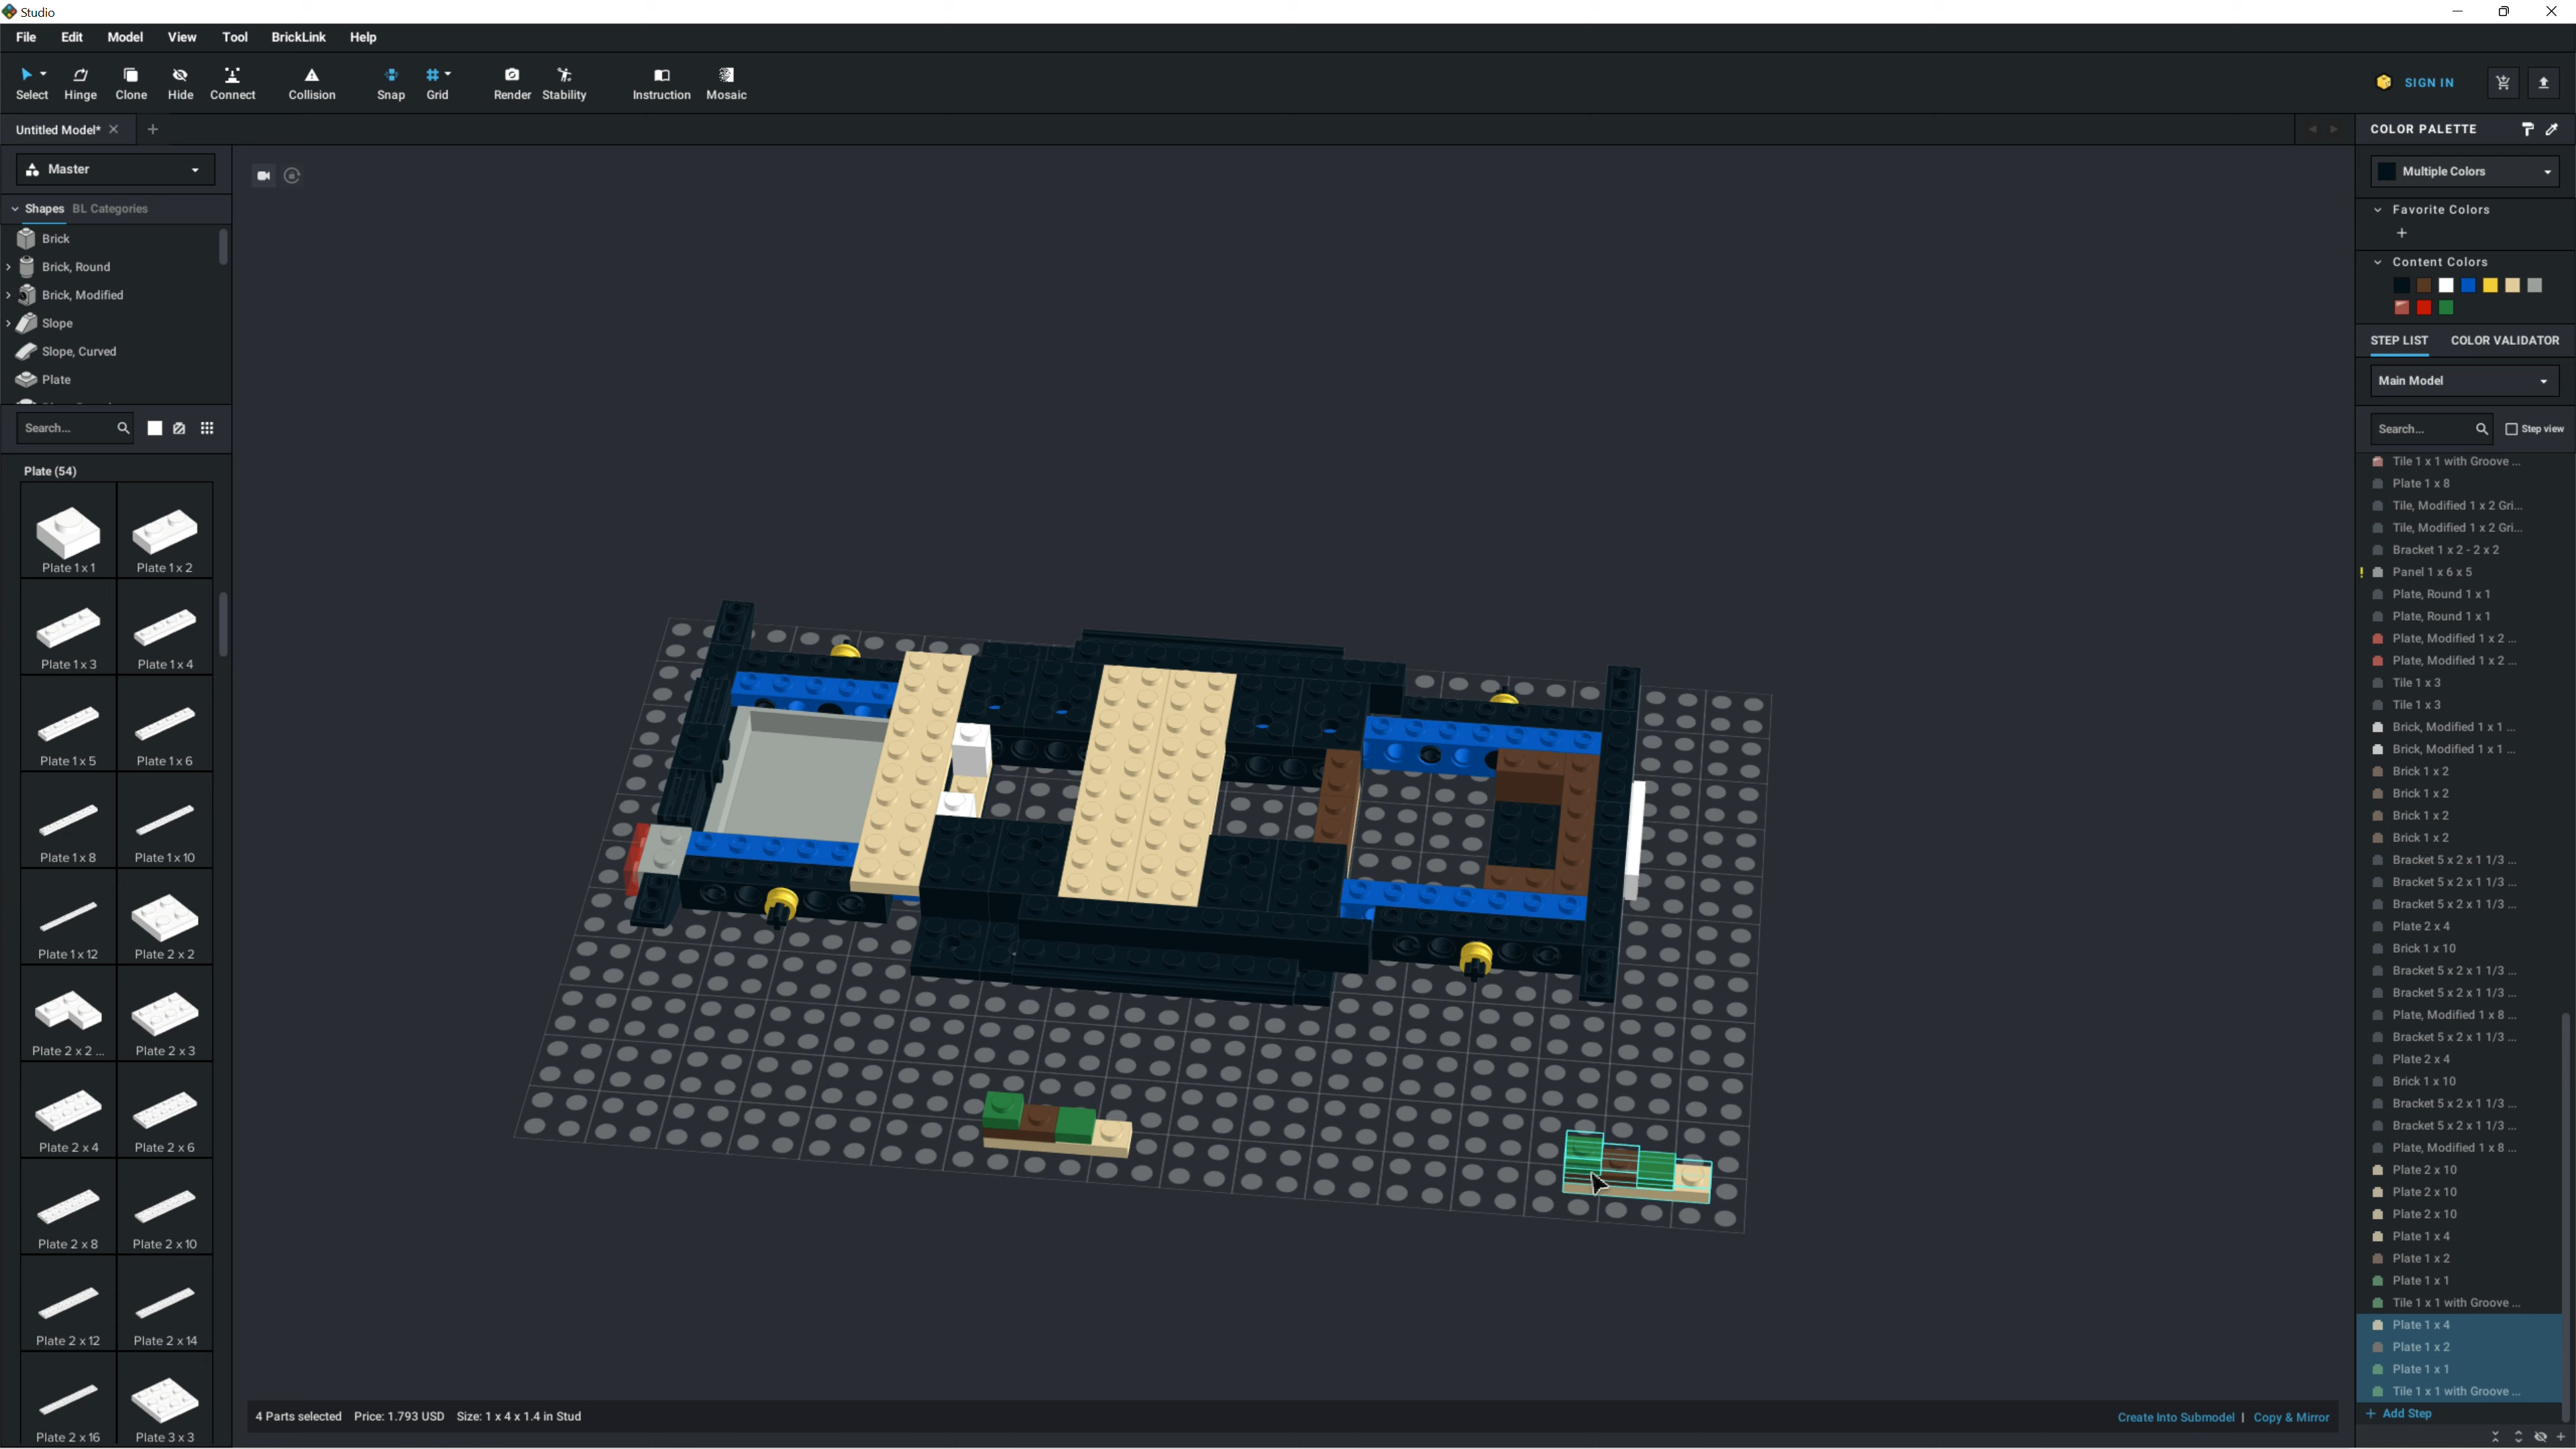 Studio
File Edit Model View Tool BrickLink Help
Select Hinge Clone Hide Connect Collision Snap Grid Render Stability Instruction Mosaic
SIGN IN
Untitled Model*
Master
Shapes BL Categories
Brick
Brick, Round
Brick, Modified
Slope
Slope, Curved
Plate
Search...
Plate (54)
Plate 1 x 1 Plate 1 x 2
Plate 1 x 3 Plate 1 x 4
Plate 1 x 5 Plate 1 x 6
Plate 1 x 8 Plate 1 x 10
Plate 1 x 12 Plate 2 x 2
Plate 2 x 2 ... Plate 2 x 3
Plate 2 x 4 Plate 2 x 6
Plate 2 x 8 Plate 2 x 10
Plate 2 x 12 Plate 2 x 14
Plate 2 x 16 Plate 3 x 3
4 Parts selected Price: 1.793 USD Size: 1 x 4 x 1.4 in Stud
Create Into Submodel | Copy & Mirror
COLOR PALETTE
Multiple Colors
Favorite Colors
+
Content Colors
STEP LIST COLOR VALIDATOR
Main Model
Search... Step view
Tile 1 x 1 with Groove ...
Plate 1 x 8
Tile, Modified 1 x 2 Gri...
Tile, Modified 1 x 2 Gri...
Bracket 1 x 2 - 2 x 2
! Panel 1 x 6 x 5
Plate, Round 1 x 1
Plate, Round 1 x 1
Plate, Modified 1 x 2 ...
Plate, Modified 1 x 2 ...
Tile 1 x 3
Tile 1 x 3
Brick, Modified 1 x 1 ...
Brick, Modified 1 x 1 ...
Brick 1 x 2
Brick 1 x 2
Brick 1 x 2
Brick 1 x 2
Bracket 5 x 2 x 1 1/3 ...
Bracket 5 x 2 x 1 1/3 ...
Bracket 5 x 2 x 1 1/3 ...
Plate 2 x 4
Brick 1 x 10
Bracket 5 x 2 x 1 1/3 ...
Bracket 5 x 2 x 1 1/3 ...
Plate, Modified 1 x 8 ...
Bracket 5 x 2 x 1 1/3 ...
Plate 2 x 4
Brick 1 x 10
Bracket 5 x 2 x 1 1/3 ...
Bracket 5 x 2 x 1 1/3 ...
Plate, Modified 1 x 8 ...
Plate 2 x 10
Plate 2 x 10
Plate 2 x 10
Plate 1 x 4
Plate 1 x 2
Plate 1 x 1
Tile 1 x 1 with Groove ...
Plate 1 x 4
Plate 1 x 2
Plate 1 x 1
Tile 1 x 1 with Groove ...
+ Add Step